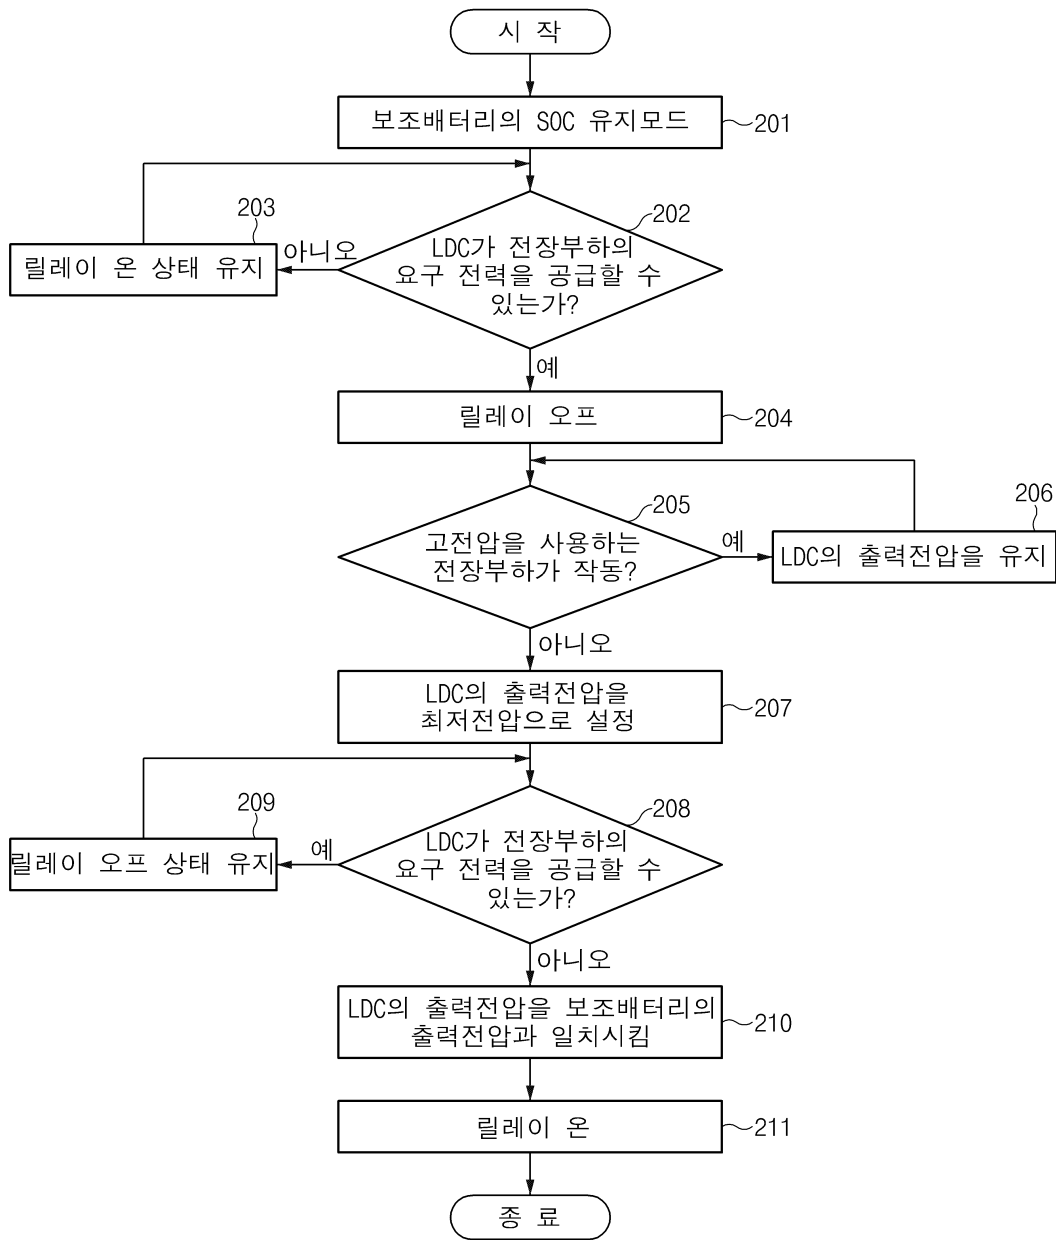 시 작
보조배터리의 SOC 유지모드
201
202
LDC가 전장부하의
요구 전력을 공급할 수
있는가?
아니오
203
릴레이 온 상태 유지
예
릴레이 오프
204
205
고전압을 사용하는
전장부하가 작동?
예
206
LDC의 출력전압을 유지
아니오
LDC의 출력전압을
최저전압으로 설정
207
208
LDC가 전장부하의
요구 전력을 공급할 수
있는가?
예
209
릴레이 오프 상태 유지
아니오
LDC의 출력전압을 보조배터리의
출력전압과 일치시킴
210
릴레이 온
211
종 료